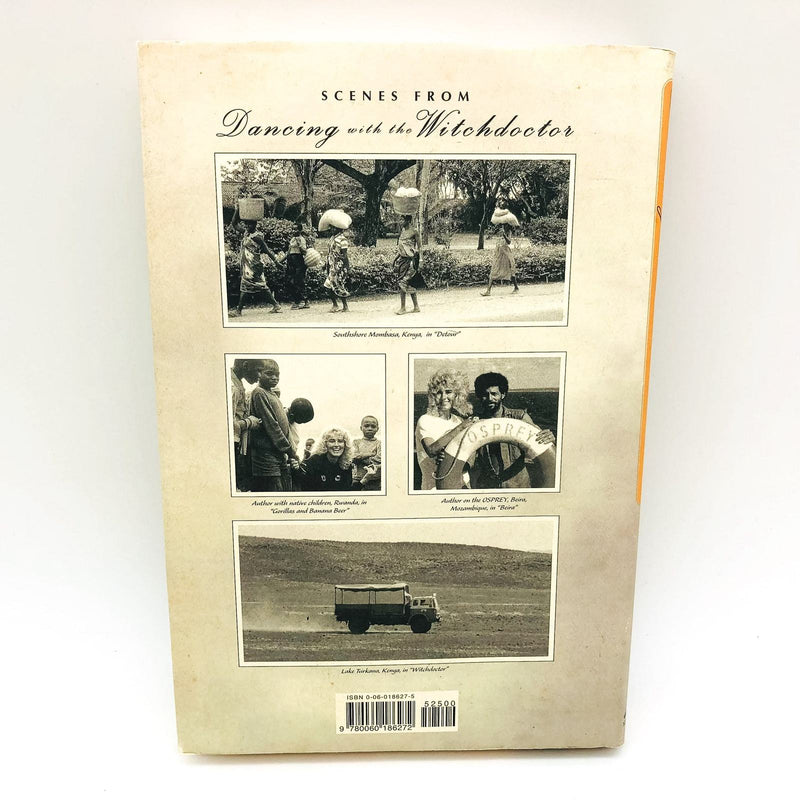 SCENES FROM
Dancing with the Witchdoctor
Southshore Mombasa, Kenya, in "Detour"
OSPREY
Author with native children, Rwanda, in
"Gorillas and Banana Beer"
Author on the OSPREY, Beira,
Mozambique, in "Beira"
Lake Turkana, Kenya, in "Witchdoctor"
ISBN 0-06-018627-5
52500
9 780060 186272